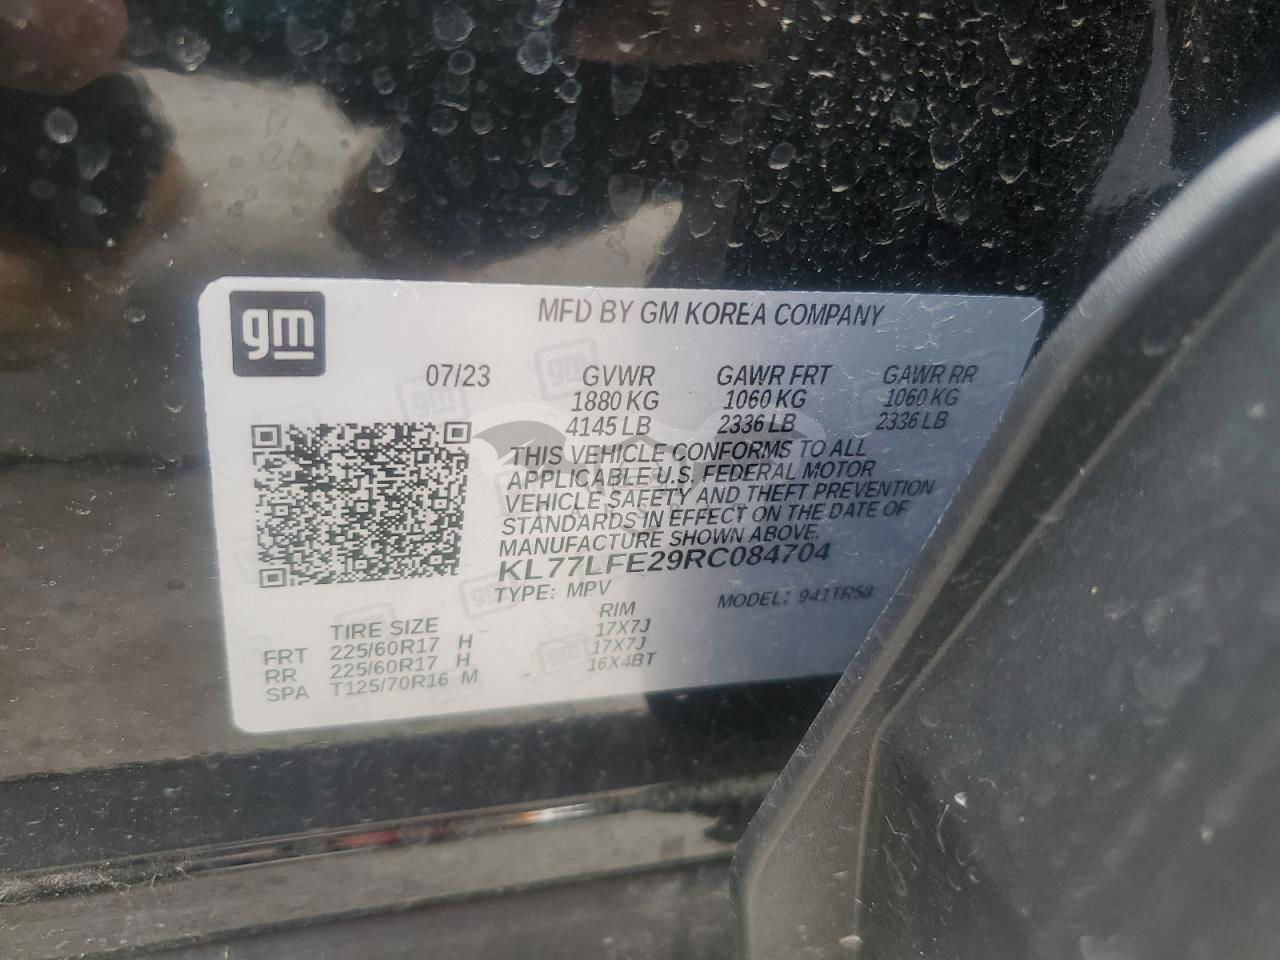 gm
MFD BY GM KOREA COMPANY
07/23 GVWR GAWR FRT GAWR RR
1880 KG 1060 KG 1060 KG
4145 LB 2336 LB 2336 LB
THIS VEHICLE CONFORMS TO ALL
APPLICABLE U.S. FEDERAL MOTOR
VEHICLE SAFETY AND THEFT PREVENTION
STANDARDS IN EFFECT ON THE DATE OF
MANUFACTURE SHOWN ABOVE.
KL77LFE29RC084704
TYPE: MPV MODEL: 941TR58
TIRE SIZE RIM
FRT 225/60R17 H 17X7J
RR 225/60R17 H 17X7J
SPA T125/70R16 M 16X4BT